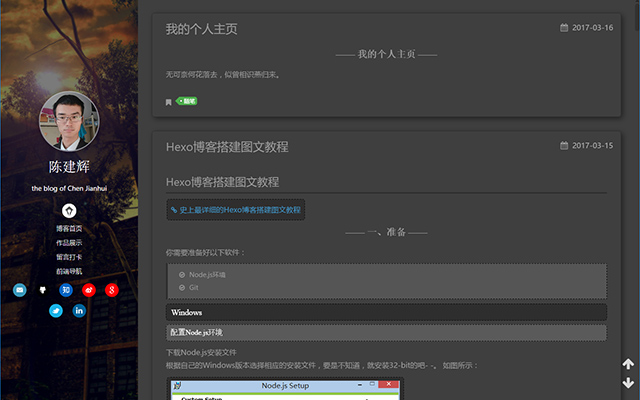 陈建辉
the blog of Chen Jianhui
博客首页
作品展示
留言打卡
前端导航
知
我的个人主页
2017-03-16
—— 我的个人主页 ——
无可奈何花落去，似曾相识燕归来。
随笔
Hexo博客搭建图文教程
2017-03-15
Hexo博客搭建图文教程
史上最详细的Hexo博客搭建图文教程
—— 一、准备 ——
你需要准备好以下软件：
Node.js环境
Git
Windows
配置Node.js环境
下载Node.js安装文件
根据自己的Windows版本选择相应的安装文件，要是不知道，就安装32-bit的吧- -。 如图所示：
Node.js Setup
Custom Setup